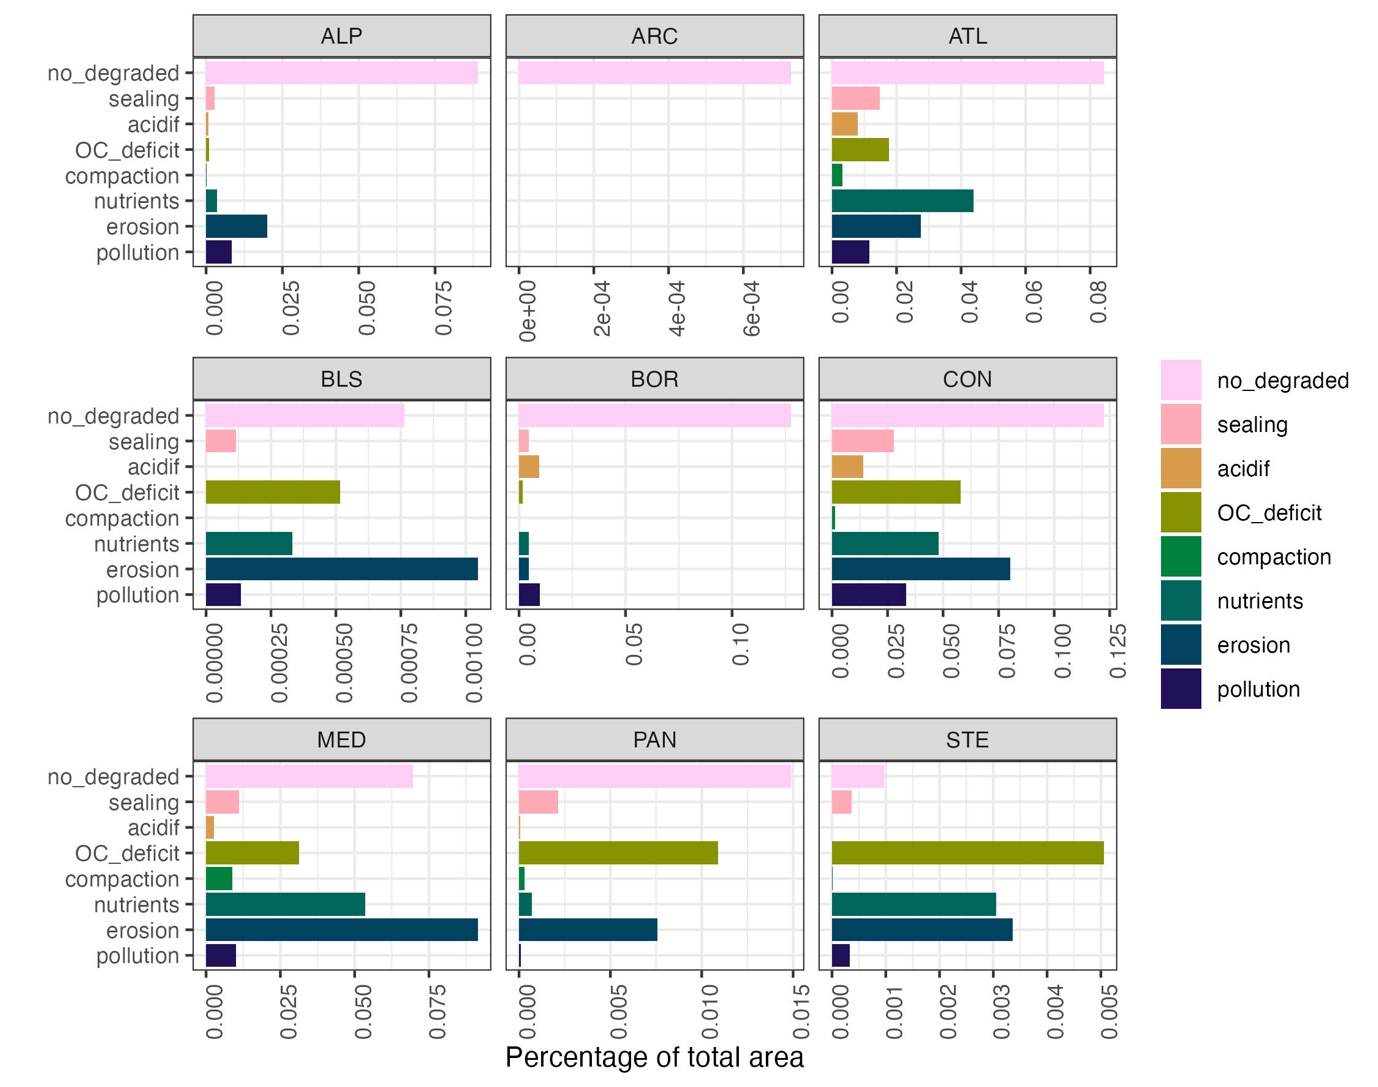 ALP ARC ATL
no_degraded
sealing
acidif
OC_deficit
compaction
nutrients
erosion
pollution
0.000 0.025 0.050 0.075
0e+00 2e-04 4e-04 6e-04
0.00 0.02 0.04 0.06 0.08
BLS BOR CON
no_degraded
sealing
acidif
OC_deficit
compaction
nutrients
erosion
pollution
0.00000 0.00025 0.00050 0.00075 0.00100
0.00 0.05 0.10
0.000 0.025 0.050 0.075 0.100 0.125
MED PAN STE
no_degraded
sealing
acidif
OC_deficit
compaction
nutrients
erosion
pollution
0.000 0.025 0.050 0.075
0.000 0.005 0.010 0.015
0.000 0.001 0.002 0.003 0.004 0.005
Percentage of total area
no_degraded
sealing
acidif
OC_deficit
compaction
nutrients
erosion
pollution